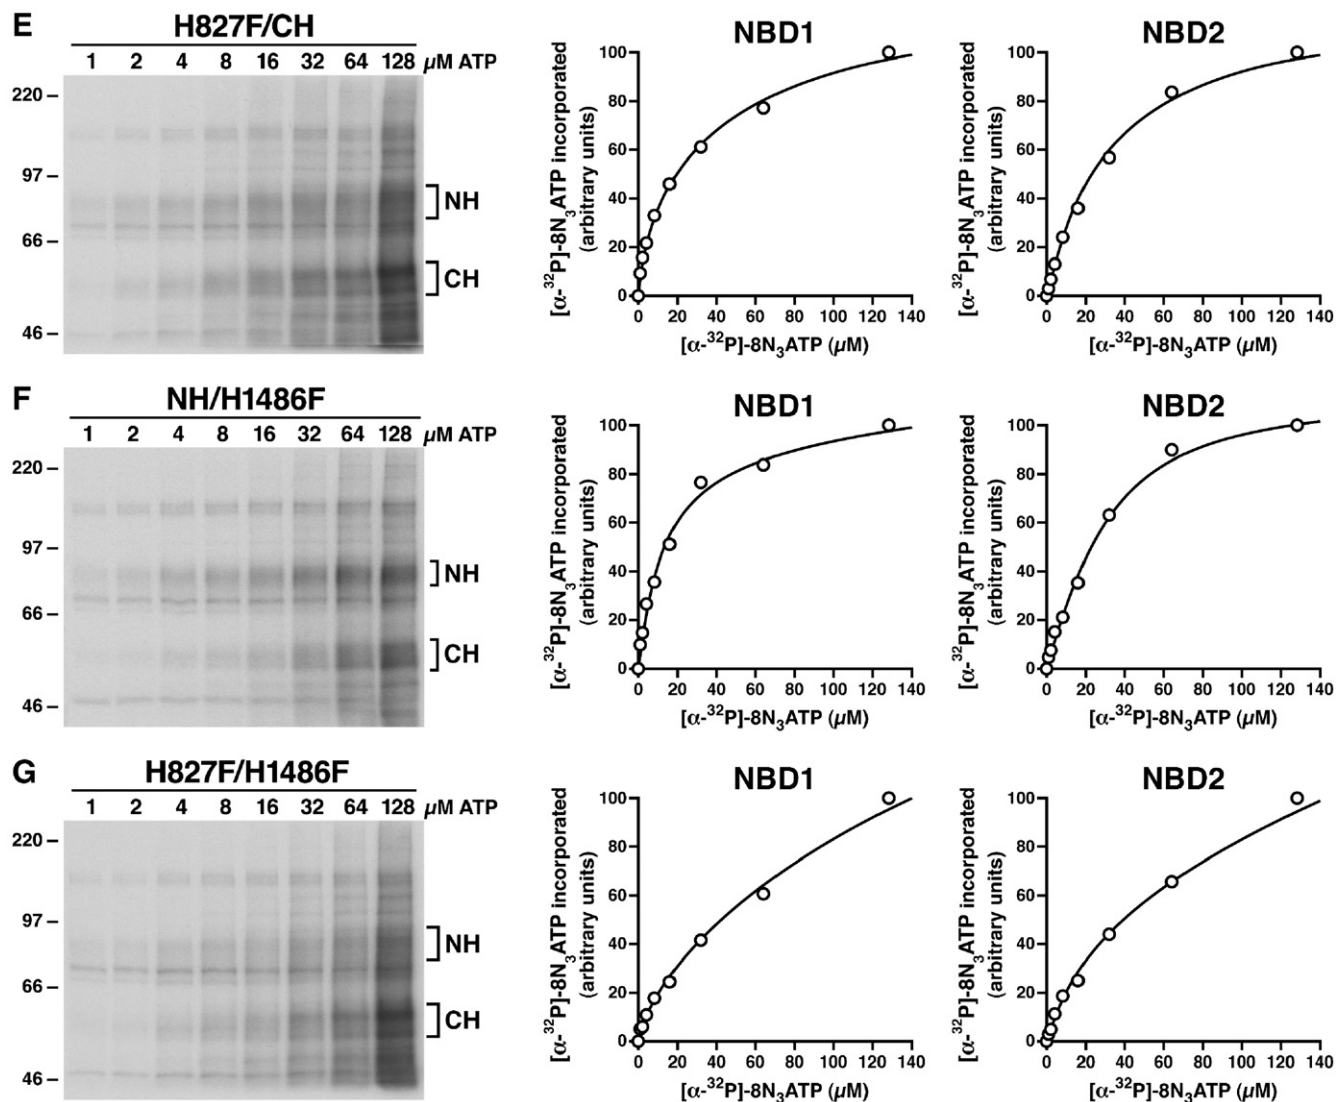 E
H827F/CH
1 2 4 8 16 32 64 128 µM ATP
220
97
66
46
NH
CH
NBD1
[α-³²P]-8N₃ATP incorporated
(arbitrary units)
100
80
60
40
20
0
0 20 40 60 80 100 120 140
[α-³²P]-8N₃ATP (µM)
NBD2
[α-³²P]-8N₃ATP incorporated
(arbitrary units)
100
80
60
40
20
0
0 20 40 60 80 100 120 140
[α-³²P]-8N₃ATP (µM)
F
NH/H1486F
1 2 4 8 16 32 64 128 µM ATP
220
97
66
46
NH
CH
NBD1
[α-³²P]-8N₃ATP incorporated
(arbitrary units)
100
80
60
40
20
0
0 20 40 60 80 100 120 140
[α-³²P]-8N₃ATP (µM)
NBD2
[α-³²P]-8N₃ATP incorporated
(arbitrary units)
100
80
60
40
20
0
0 20 40 60 80 100 120 140
[α-³²P]-8N₃ATP (µM)
G
H827F/H1486F
1 2 4 8 16 32 64 128 µM ATP
220
97
66
46
NH
CH
NBD1
[α-³²P]-8N₃ATP incorporated
(arbitrary units)
100
80
60
40
20
0
0 20 40 60 80 100 120 140
[α-³²P]-8N₃ATP (µM)
NBD2
[α-³²P]-8N₃ATP incorporated
(arbitrary units)
100
80
60
40
20
0
0 20 40 60 80 100 120 140
[α-³²P]-8N₃ATP (µM)